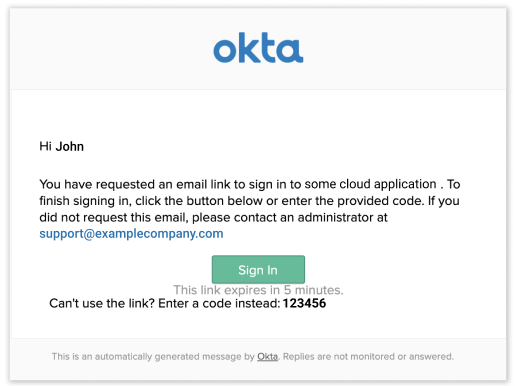 okta
Hi John
You have requested an email link to sign in to some cloud application . To
finish signing in, click the button below or enter the provided code. If you
did not request this email, please contact an administrator at
support@examplecompany.com
Sign In
This link expires in 5 minutes.
Can't use the link? Enter a code instead: 123456
This is an automatically generated message by Okta. Replies are not monitored or answered.